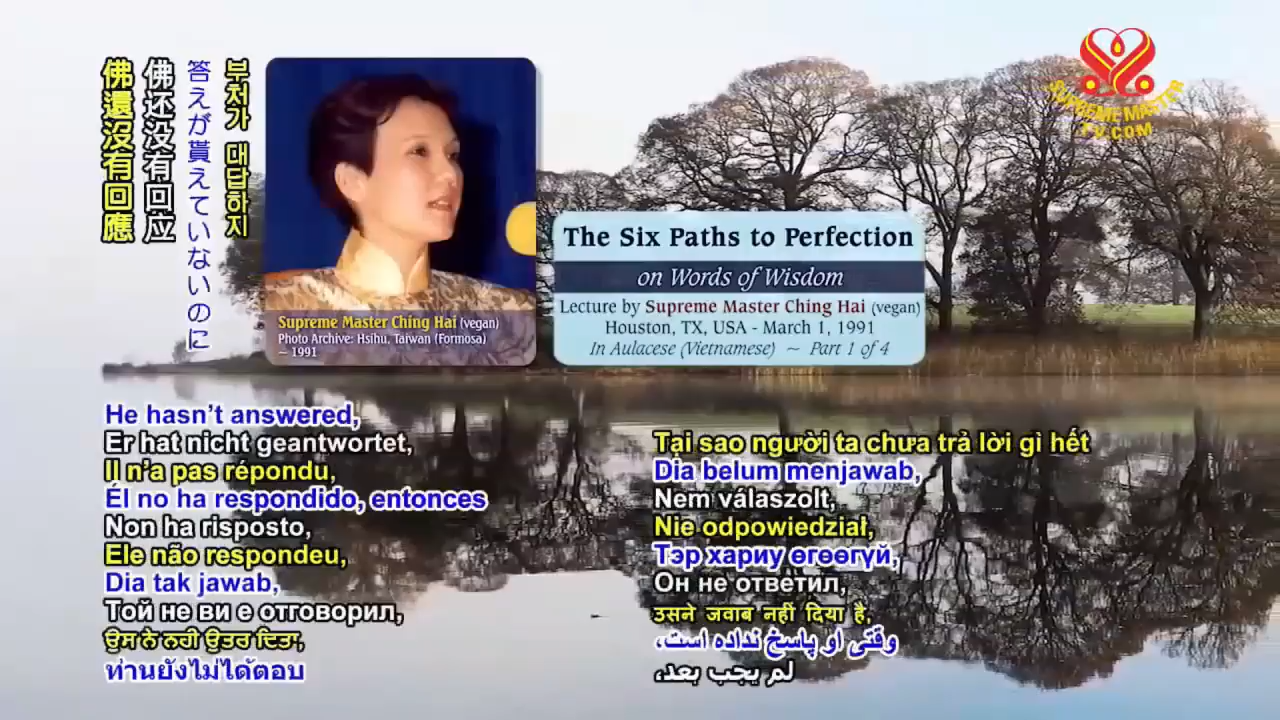 佛還沒有回應
佛还没有回应
答えが貰えていないのに
부처가 대답하지
SUPREME MASTER
TV.COM
Supreme Master Ching Hai (vegan)
Photo Archive: Hsihu, Taiwan (Formosa)
~ 1991
The Six Paths to Perfection
on Words of Wisdom
Lecture by Supreme Master Ching Hai (vegan)
Houston, TX, USA - March 1, 1991
In Aulacese (Vietnamese) ~ Part 1 of 4
He hasn't answered,
Er hat nicht geantwortet,
Il n'a pas répondu,
Él no ha respondido, entonces
Non ha risposto,
Ele não respondeu,
Dia tak jawab,
Той не ви е отговорил,
ਉਸ ਨੇ ਨਹੀ ਉਤਰ ਦਿਤਾ,
ท่านยังไม่ได้ตอบ
Tại sao người ta chưa trả lời gì hết
Dia belum menjawab,
Nem válaszolt,
Nie odpowiedział,
Тэр хариу өгөөгүй,
Он не ответил,
उसने जवाब नहीं दिया है,
وقتی او پاسخ نداده است،
لم يجب بعد،